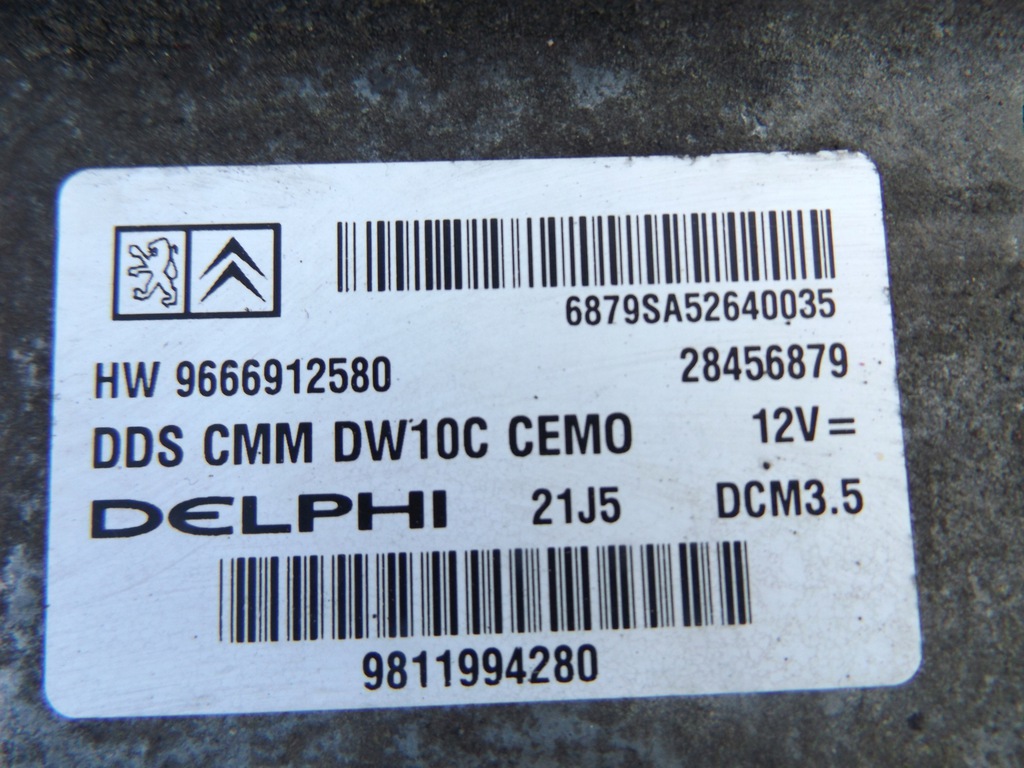 6879SA52640035
HW 9666912580 28456879
DDS CMM DW10C CEMO 12V=
DELPHI 21J5 DCM3.5
9811994280